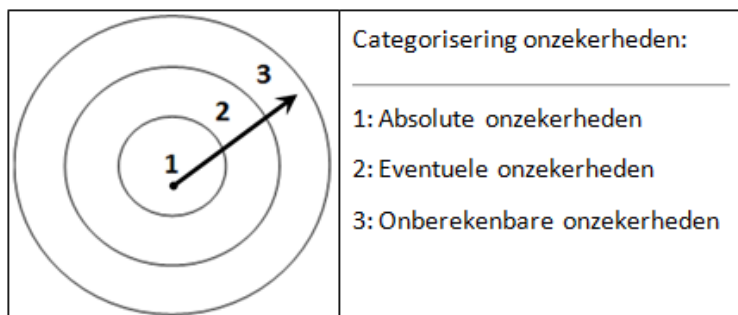 3
2
1
Categorisering onzekerheden:
1: Absolute onzekerheden
2: Eventuele onzekerheden
3: Onberekenbare onzekerheden